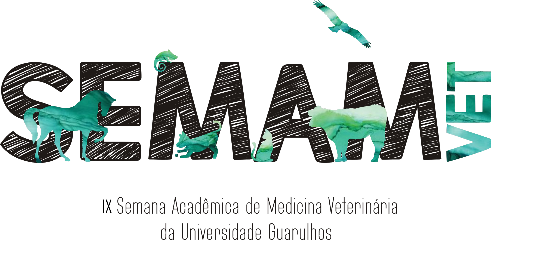 SEMAM VET
IX Semana Acadêmica de Medicina Veterinária
da Universidade Guarulhos